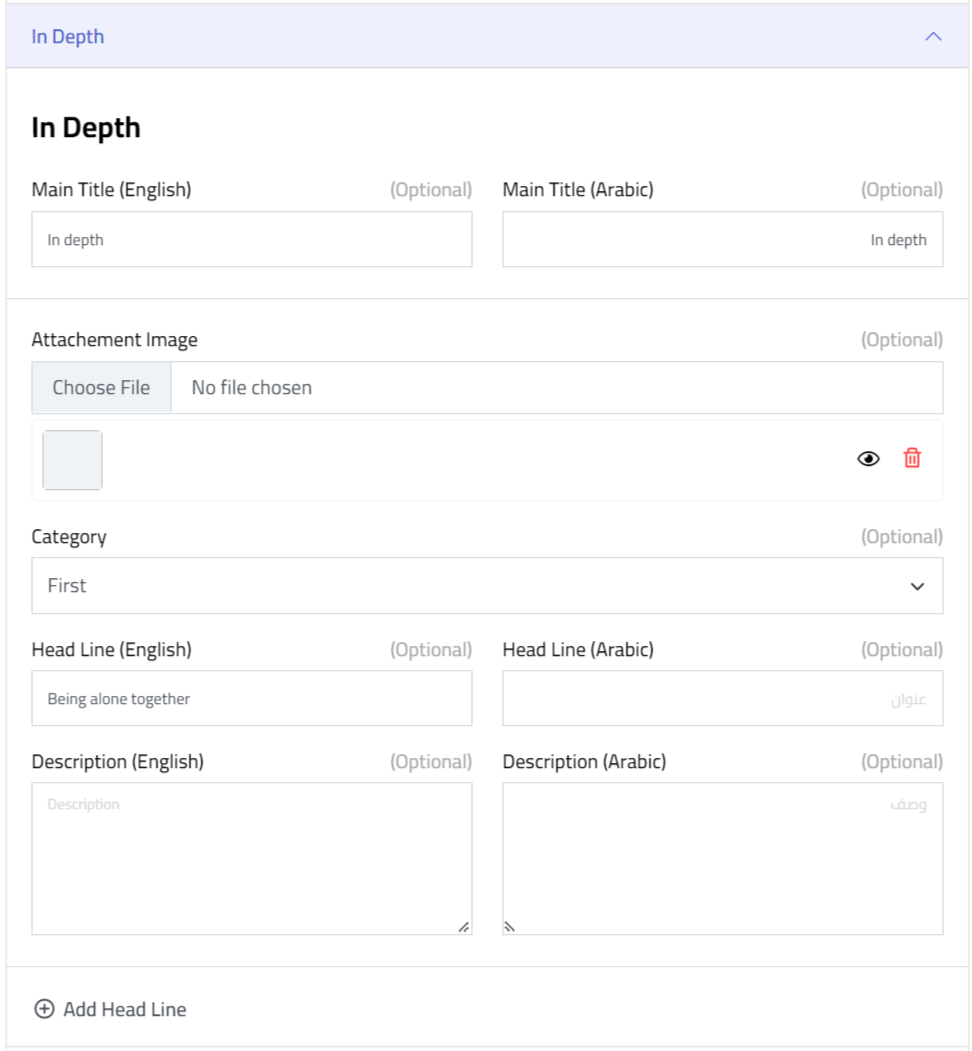 In Depth
In Depth
Main Title (English) (Optional) Main Title (Arabic) (Optional)
In depth In depth
Attachement Image (Optional)
Choose File No file chosen
Category (Optional)
First
Head Line (English) (Optional) Head Line (Arabic) (Optional)
Being alone together عنوان
Description (English) (Optional) Description (Arabic) (Optional)
Description وصف
Add Head Line